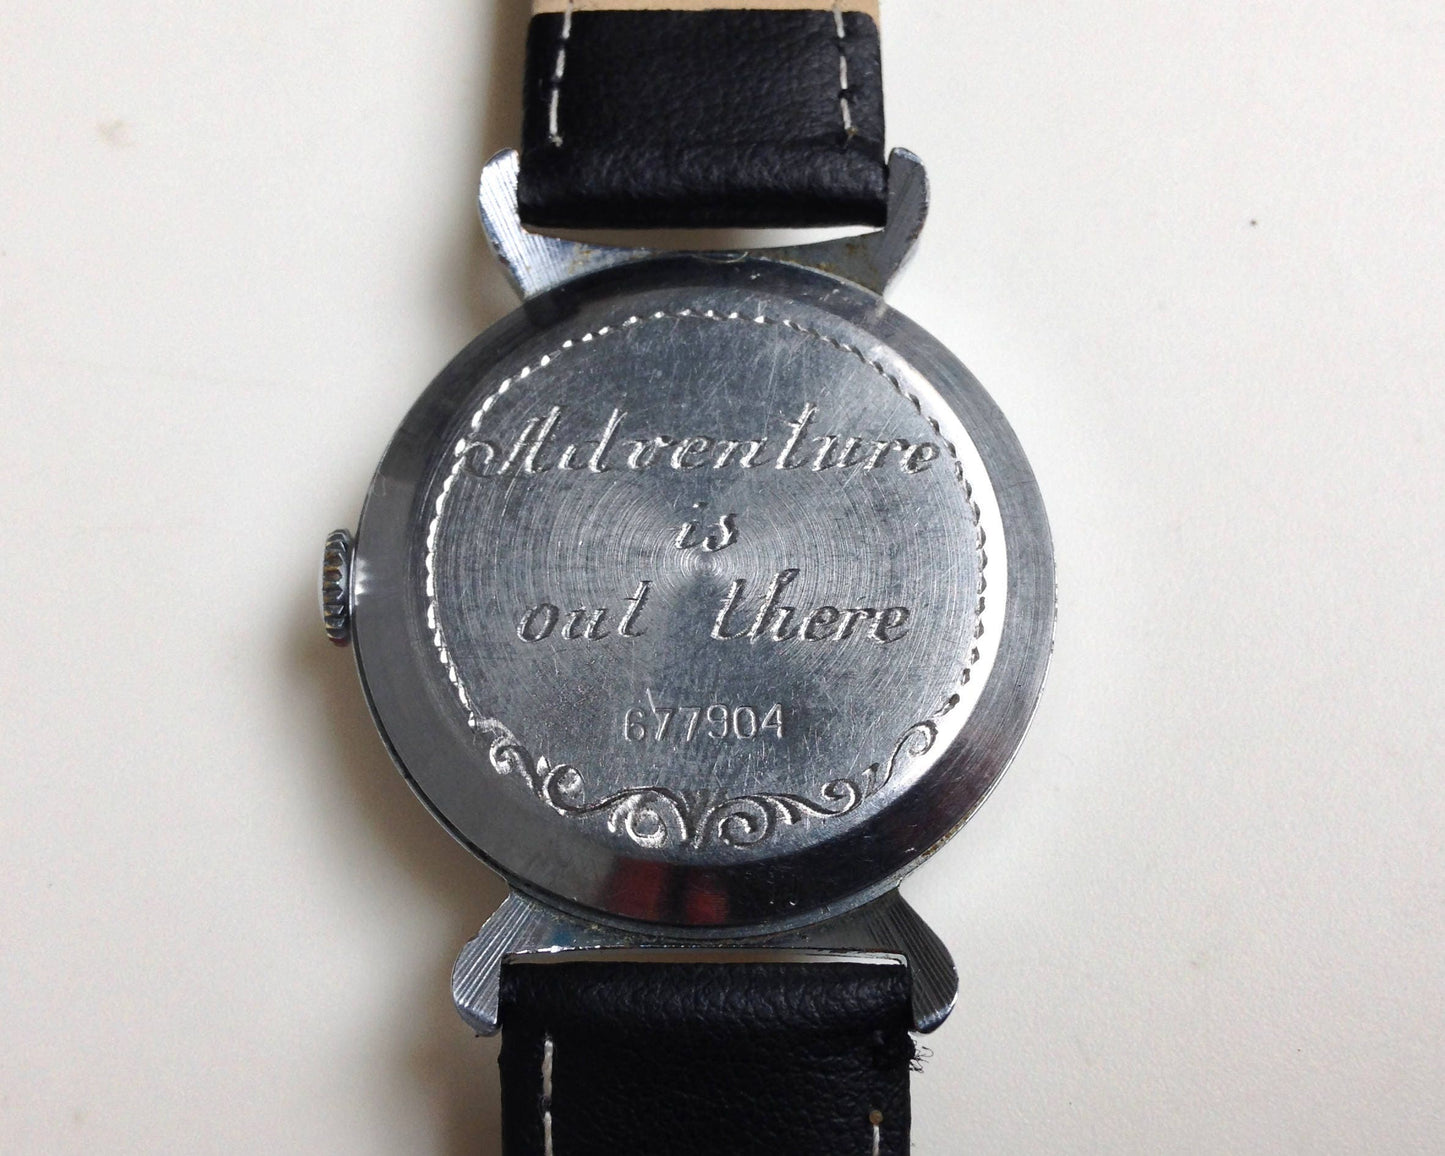 Adventure
is
out there
677904